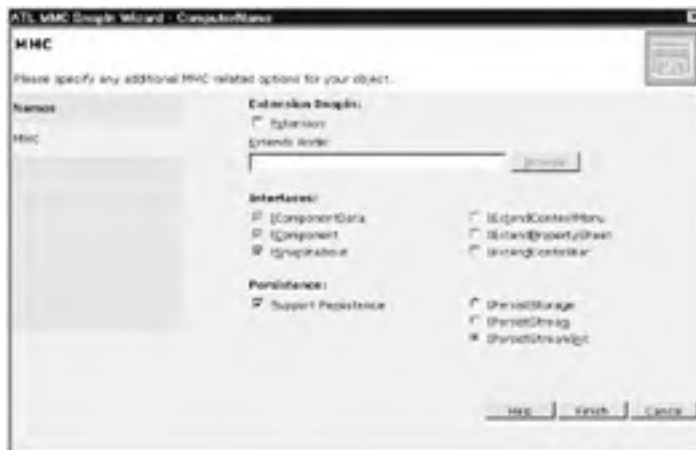 ATL MMC SnapIn Wizard - ComputerName
MMC
Please specify any additional MMC related options for your object.
Names
MMC
Extension SnapIn:
Extension
Extends Node:
Browse
Interfaces:
IComponentData
IComponent
ISnapinAbout
IExtendContextMenu
IExtendPropertySheet
IExtendControlbar
Persistence:
Support Persistence
IPersistStorage
IPersistStream
IPersistStreamInit
Help
Finish
Cancel